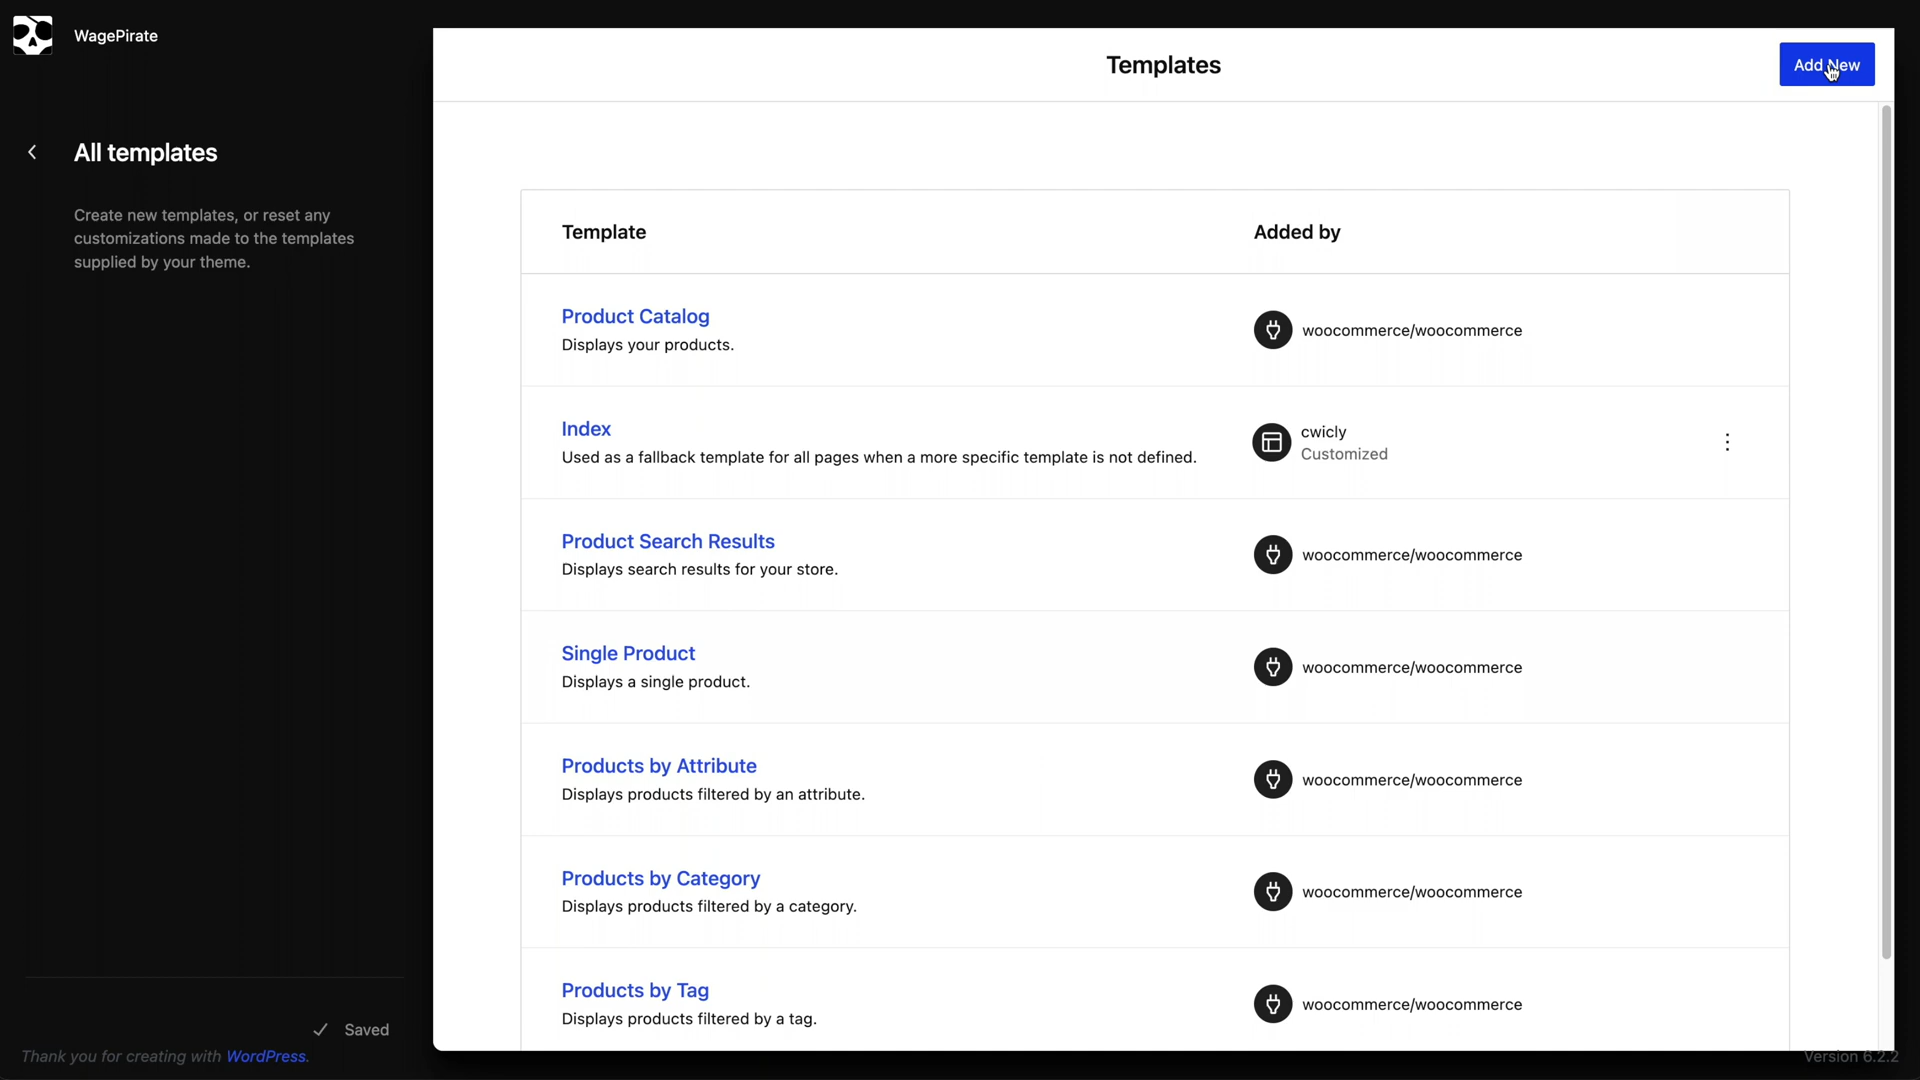 WagePirate
Templates
Add New
All templates
Create new templates, or reset any
customizations made to the templates
supplied by your theme.
Template
Added by
Product Catalog
Displays your products.
woocommerce/woocommerce
Index
Used as a fallback template for all pages when a more specific template is not defined.
cwicly
Customized
Product Search Results
Displays search results for your store.
woocommerce/woocommerce
Single Product
Displays a single product.
woocommerce/woocommerce
Products by Attribute
Displays products filtered by an attribute.
woocommerce/woocommerce
Products by Category
Displays products filtered by a category.
woocommerce/woocommerce
Products by Tag
Displays products filtered by a tag.
woocommerce/woocommerce
Saved
Thank you for creating with WordPress.
Version 6.2.2